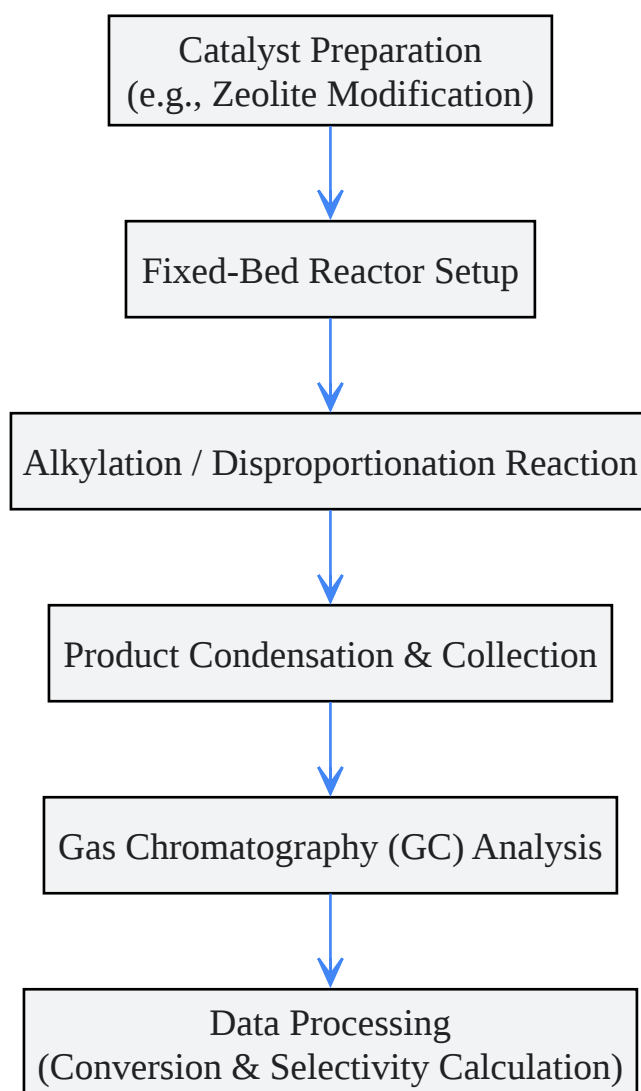 Catalyst Preparation
(e.g., Zeolite Modification)
Fixed-Bed Reactor Setup
Alkylation / Disproportionation Reaction
Product Condensation & Collection
Gas Chromatography (GC) Analysis
Data Processing
(Conversion & Selectivity Calculation)